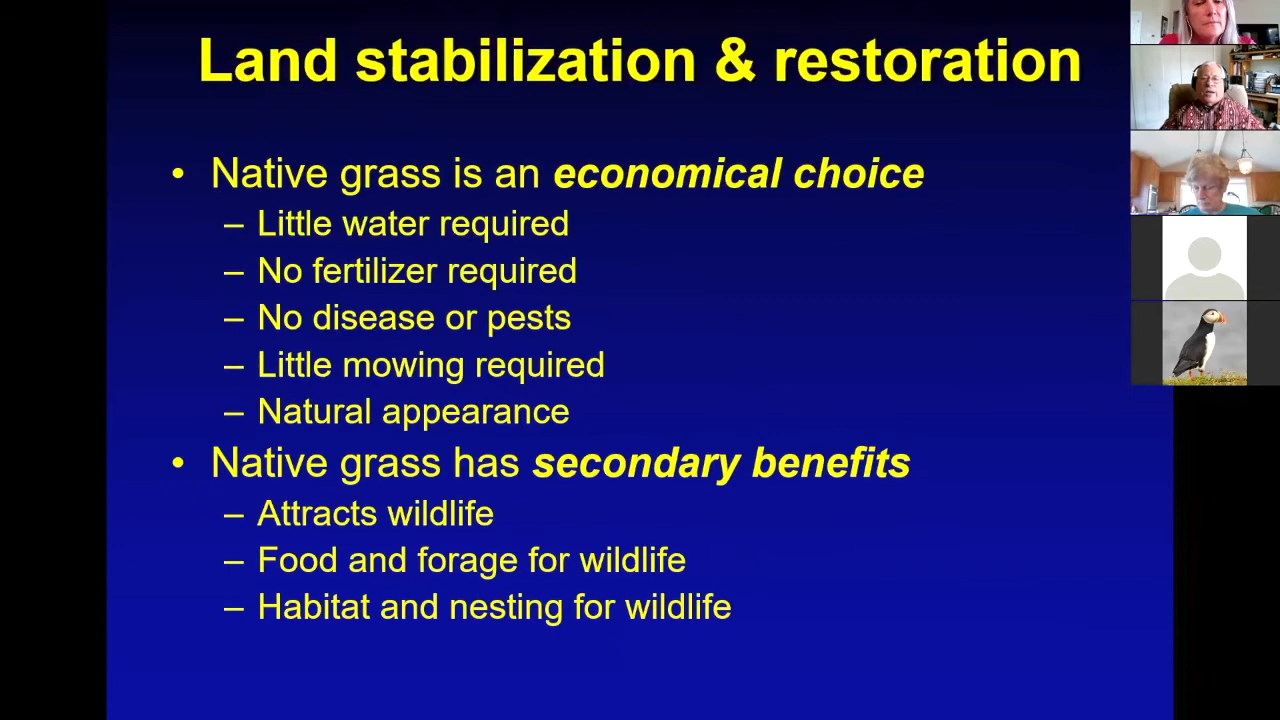 Land stabilization & restoration
• Native grass is an economical choice
– Little water required
– No fertilizer required
– No disease or pests
– Little mowing required
– Natural appearance
• Native grass has secondary benefits
– Attracts wildlife
– Food and forage for wildlife
– Habitat and nesting for wildlife